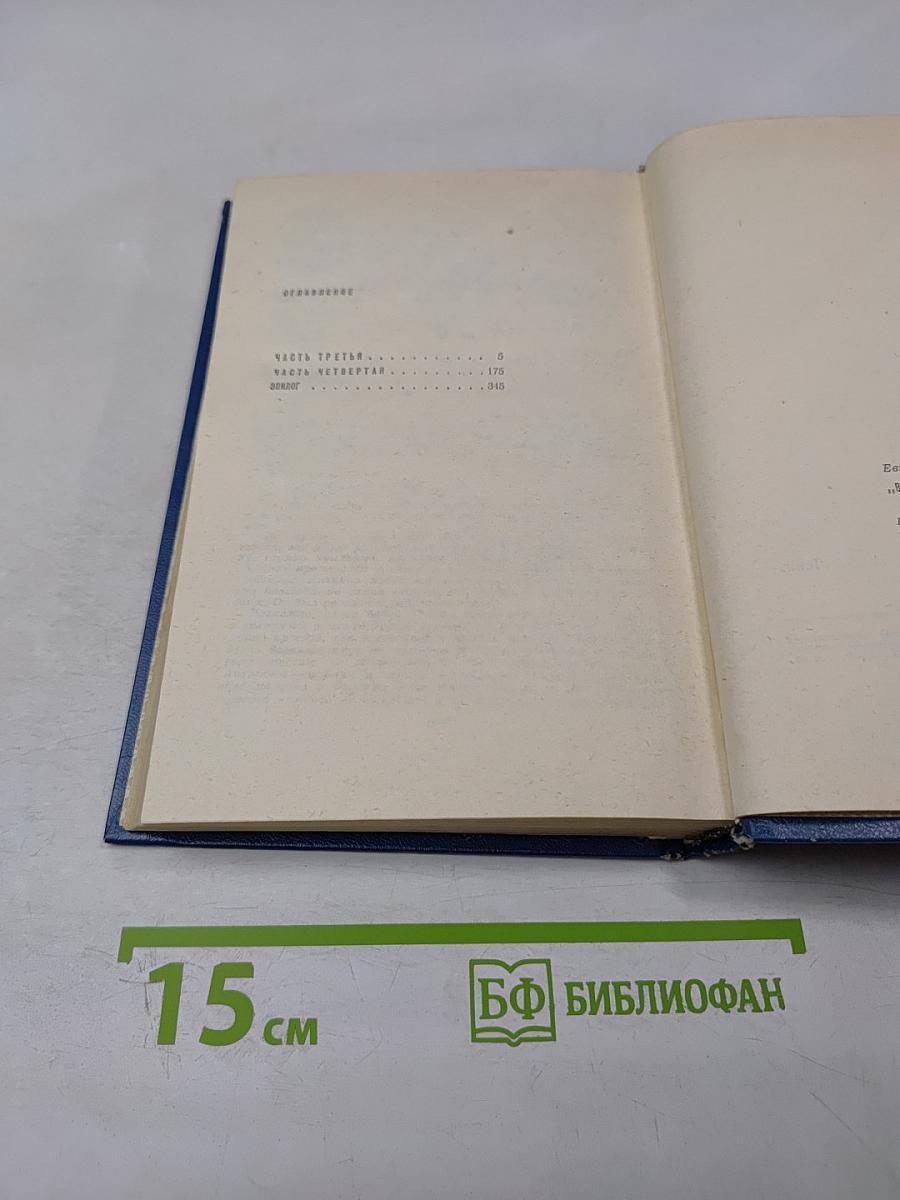 ОГЛАВЛЕНИЕ
ЧАСТЬ ТРЕТЬЯ . . . . . . . . . . . 5
ЧАСТЬ ЧЕТВЕРТАЯ . . . . . . . . . 175
ЭПИЛОГ . . . . . . . . . . . . . . . . 345
15 см
БФ БИБЛИОФАН